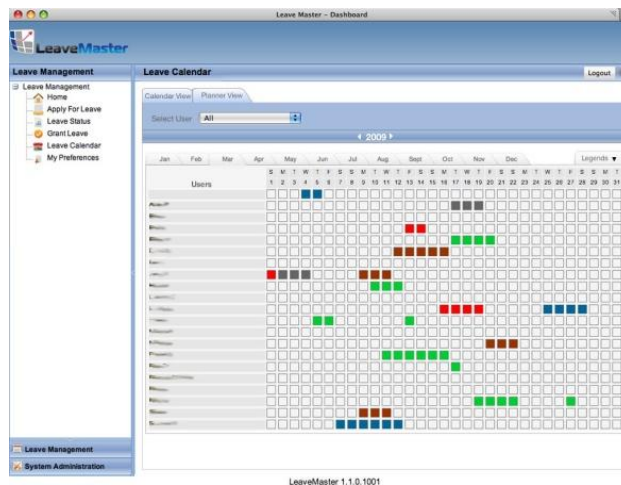 Leave Master - Dashboard
LeaveMaster
Leave Management
Leave Calendar
Logout
Leave Management
Home
Apply For Leave
Leave Status
Grant Leave
Leave Calendar
My Preferences
Calendar View Planner View
Select User All
2009
Jan Feb Mar Apr May Jun Jul Aug Sept Oct Nov Dec Legends
S M T W T F S S M T W T F S S M T W T F S S M T W T F S S M T
Users 1 2 3 4 5 6 7 8 9 10 11 12 13 14 15 16 17 18 19 20 21 22 23 24 25 26 27 28 29 30 31
Leave Management
System Administration
LeaveMaster 1.1.0.1001